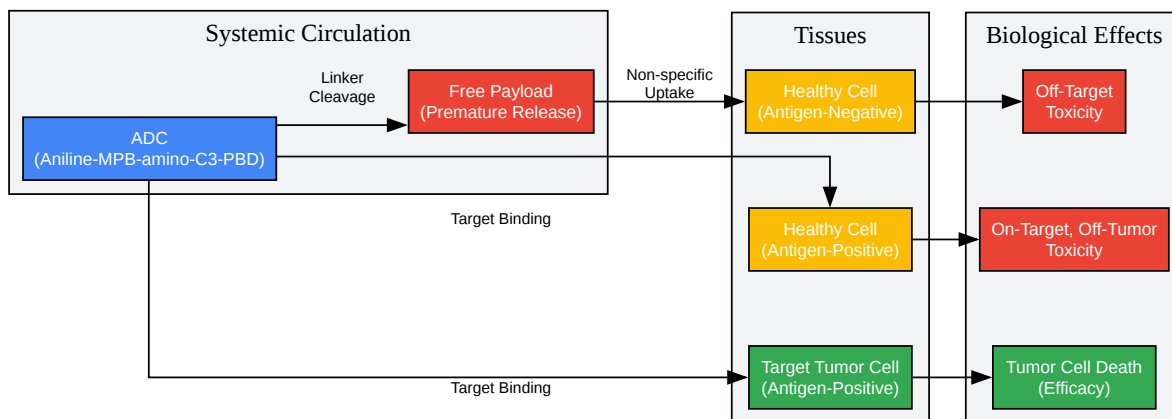 Systemic Circulation
Tissues
Biological Effects
Linker
Cleavage
Free Payload
(Premature Release)
Non-specific
Uptake
Healthy Cell
(Antigen-Negative)
Off-Target
Toxicity
ADC
(Aniline-MPB-amino-C3-PBD)
Target Binding
Healthy Cell
(Antigen-Positive)
On-Target, Off-Tumor
Toxicity
Target Binding
Target Tumor Cell
(Antigen-Positive)
Tumor Cell Death
(Efficacy)